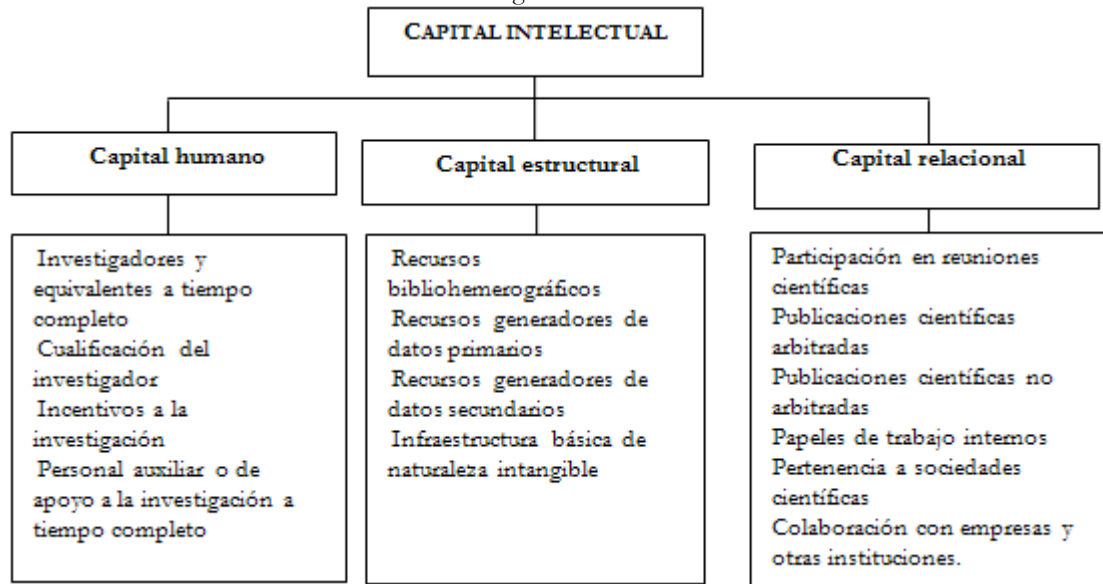 CAPITAL INTELECTUAL
Capital humano
Investigadores y
equivalentes a tiempo
completo
Cualificación del
investigador
Incentivos a la
investigación
Personal auxiliar o de
apoyo a la investigación a
tiempo completo
Capital estructural
Recursos
bibliohemerográficos
Recursos generadores de
datos primarios
Recursos generadores de
datos secundarios
Infraestructura básica de
naturaleza intangible
Capital relacional
Participación en reuniones
científicas
Publicaciones científicas
arbitradas
Publicaciones científicas no
arbitradas
Papeles de trabajo internos
Pertenencia a sociedades
científicas
Colaboración con empresas y
otras instituciones.